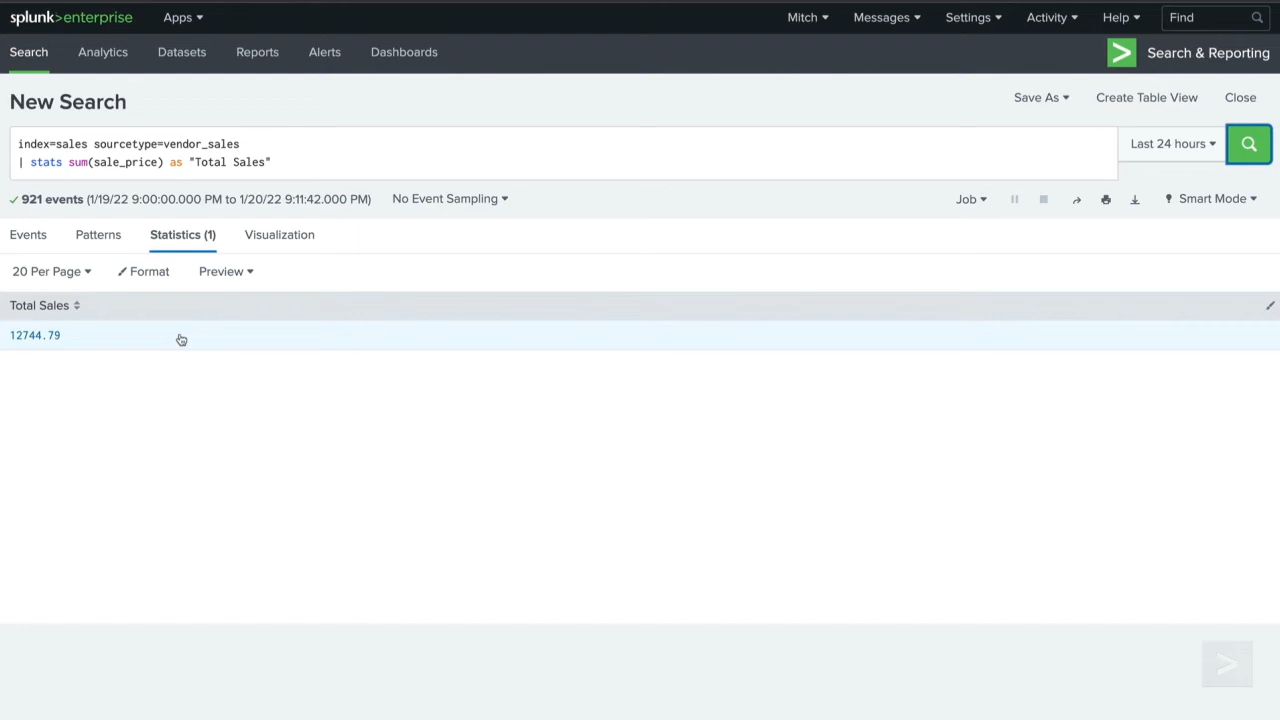 splunk>enterprise Apps Mitch Messages Settings Activity Help Find
Search Analytics Datasets Reports Alerts Dashboards Search & Reporting
New Search Save As Create Table View Close
index=sales sourcetype=vendor_sales
| stats sum(sale_price) as "Total Sales"
Last 24 hours
921 events (1/19/22 9:00:00.000 PM to 1/20/22 9:11:42.000 PM) No Event Sampling Job Smart Mode
Events Patterns Statistics (1) Visualization
20 Per Page Format Preview
Total Sales
12744.79